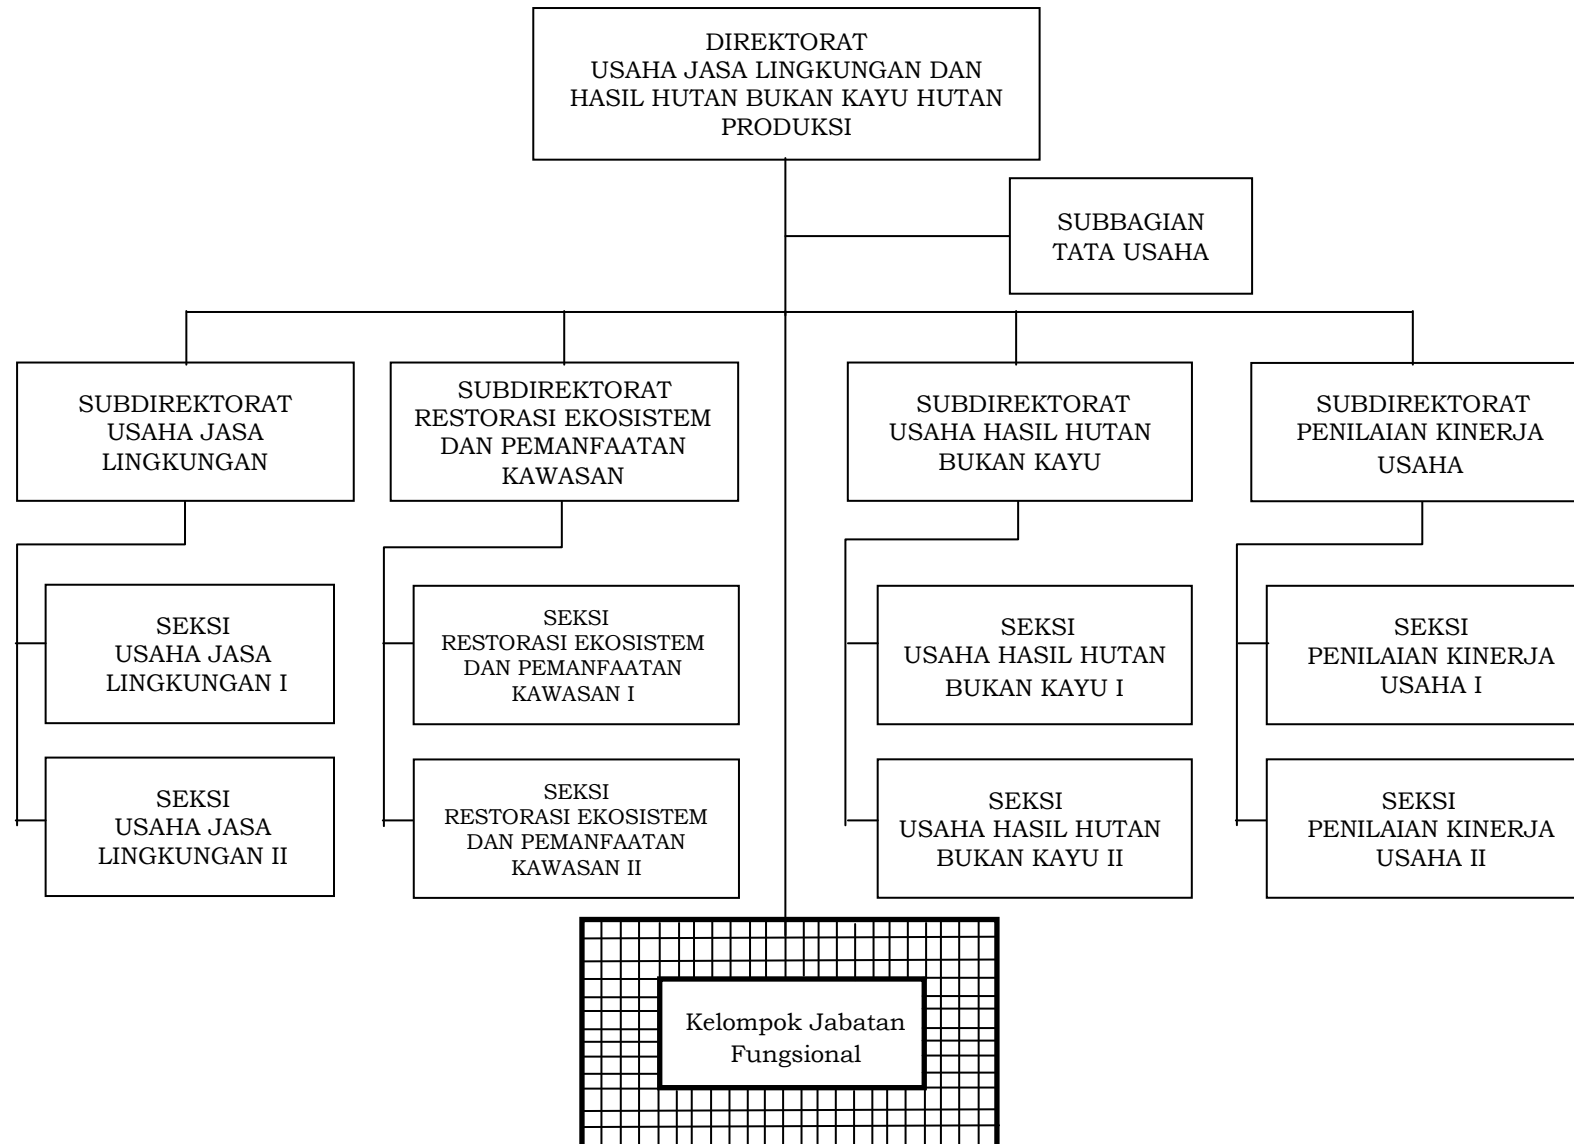 DIREKTORAT
USAHA JASA LINGKUNGAN DAN
HASIL HUTAN BUKAN KAYU HUTAN
PRODUKSI
SUBBAGIAN
TATA USAHA
SUBDIREKTORAT
USAHA JASA
LINGKUNGAN
SUBDIREKTORAT
RESTORASI EKOSISTEM
DAN PEMANFAATAN
KAWASAN
SUBDIREKTORAT
USAHA HASIL HUTAN
BUKAN KAYU
SUBDIREKTORAT
PENILAIAN KINERJA
USAHA
SEKSI
USAHA JASA
LINGKUNGAN I
SEKSI
RESTORASI EKOSISTEM
DAN PEMANFAATAN
KAWASAN I
SEKSI
USAHA HASIL HUTAN
BUKAN KAYU I
SEKSI
PENILAIAN KINERJA
USAHA I
SEKSI
USAHA JASA
LINGKUNGAN II
SEKSI
RESTORASI EKOSISTEM
DAN PEMANFAATAN
KAWASAN II
SEKSI
USAHA HASIL HUTAN
BUKAN KAYU II
SEKSI
PENILAIAN KINERJA
USAHA II
Kelompok Jabatan
Fungsional